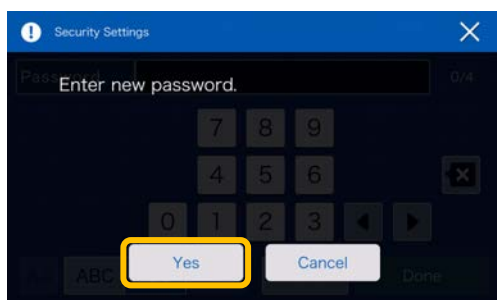 Security Settings
Password 0/4
Enter new password.
7 8 9
4 5 6
0 1 2 3
Yes Cancel
ABC Done